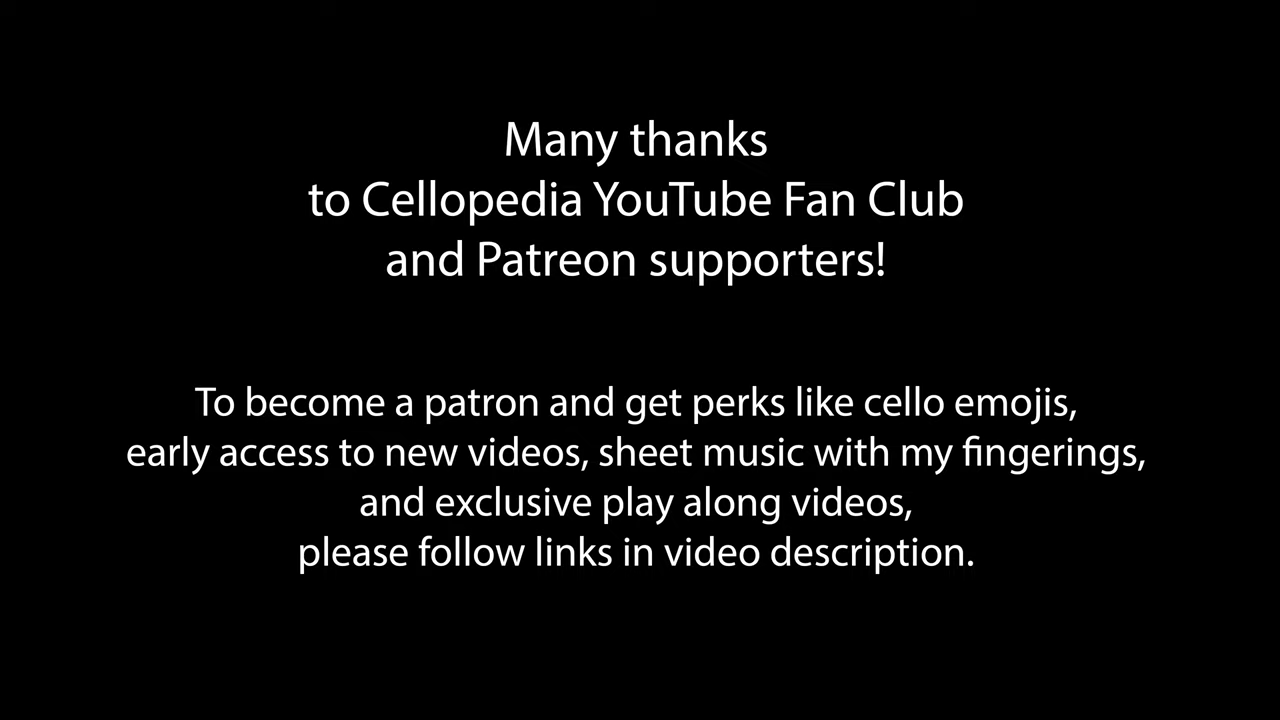 Many thanks
to Cellopedia YouTube Fan Club
and Patreon supporters!
To become a patron and get perks like cello emojis,
early access to new videos, sheet music with my fingerings,
and exclusive play along videos,
please follow links in video description.